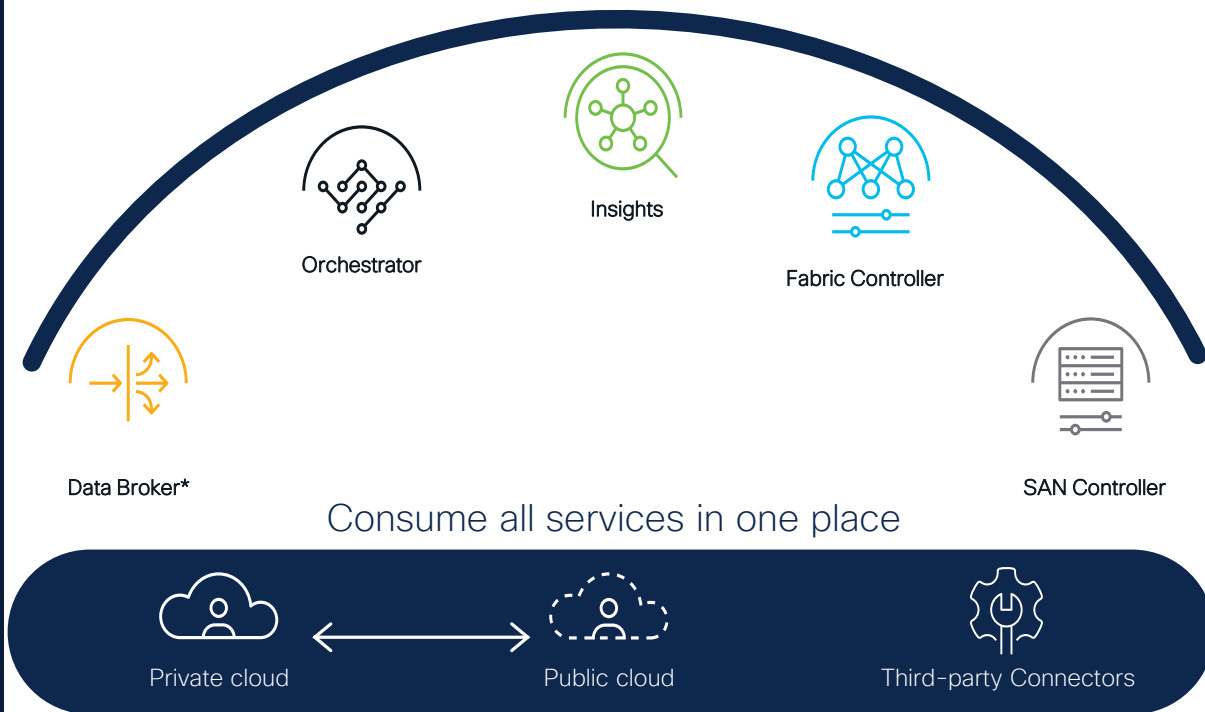 Insights
Orchestrator
Fabric Controller
Data Broker*
SAN Controller
Consume all services in one place
Private cloud
Public cloud
Third-party Connectors